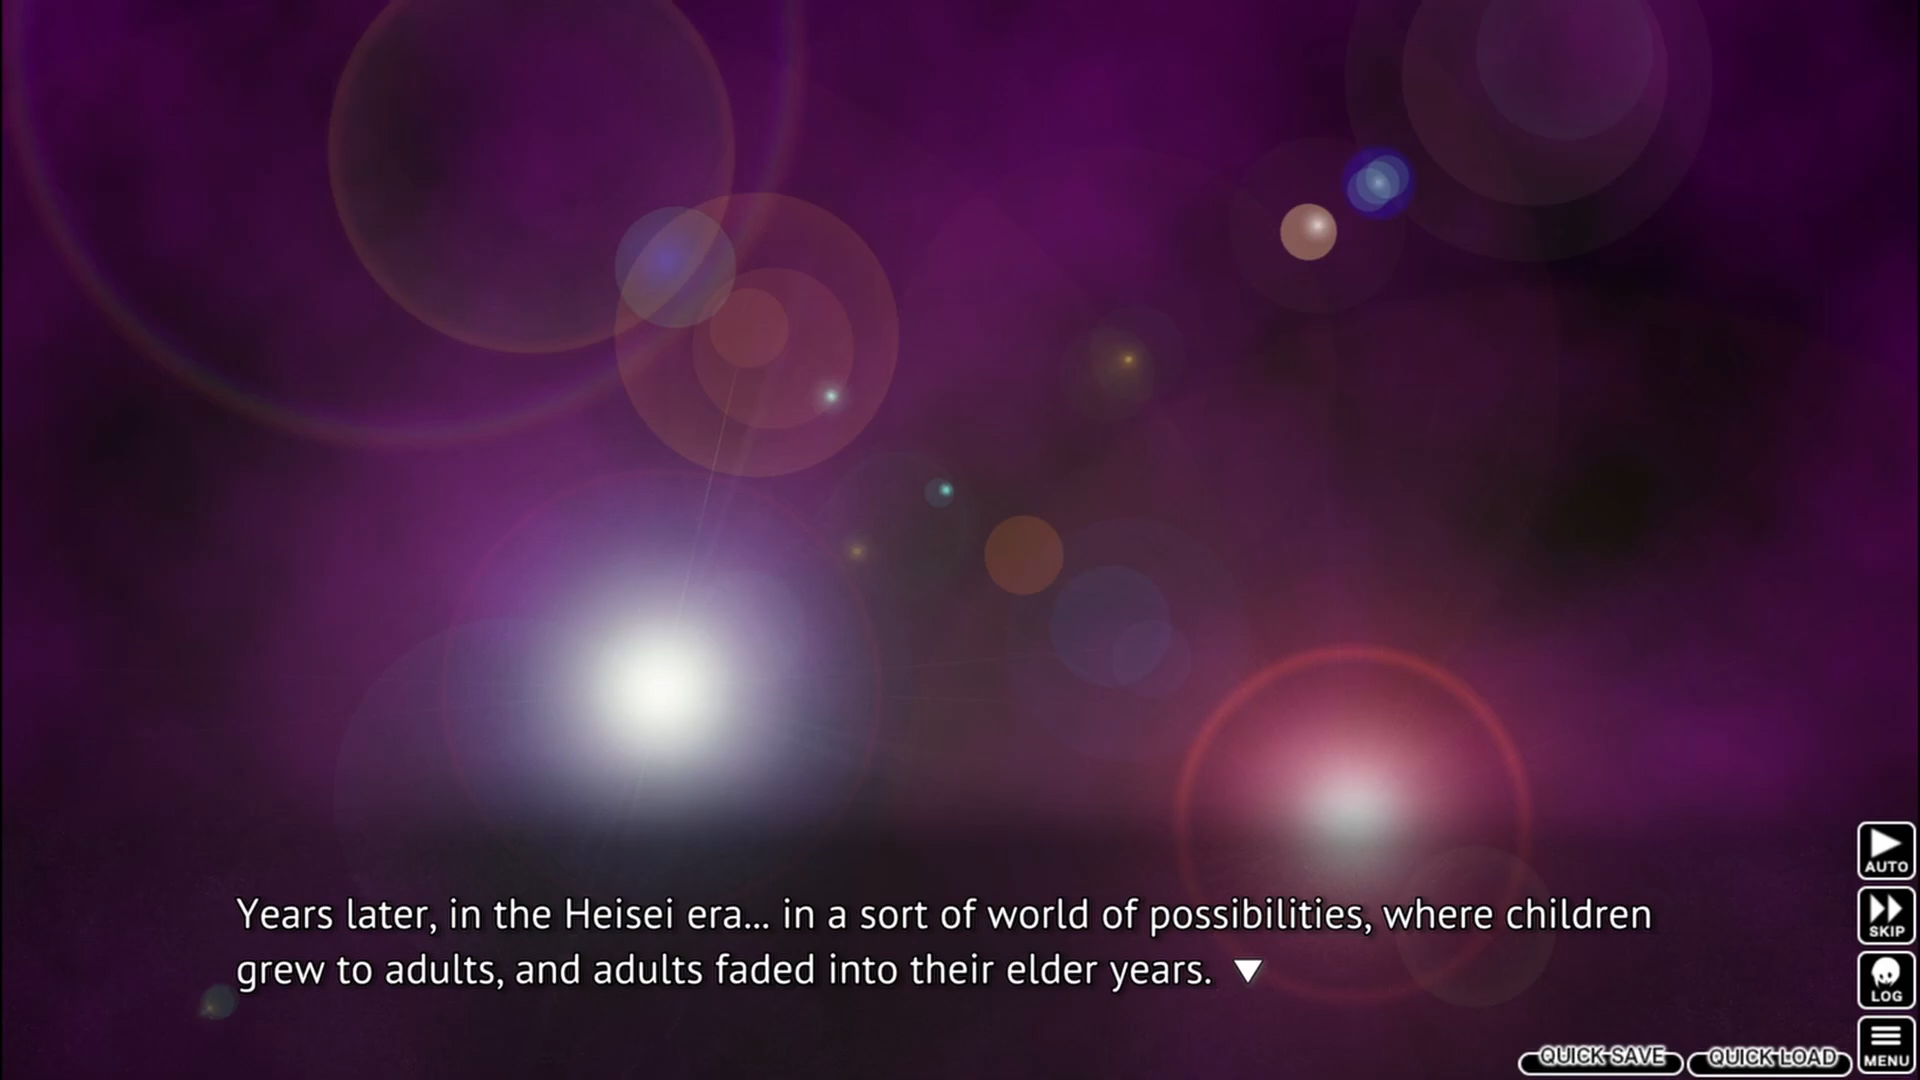 Years later, in the Heisei era... in a sort of world of possibilities, where children
grew to adults, and adults faded into their elder years.
AUTO
SKIP
LOG
MENU
QUICK SAVE
QUICK LOAD